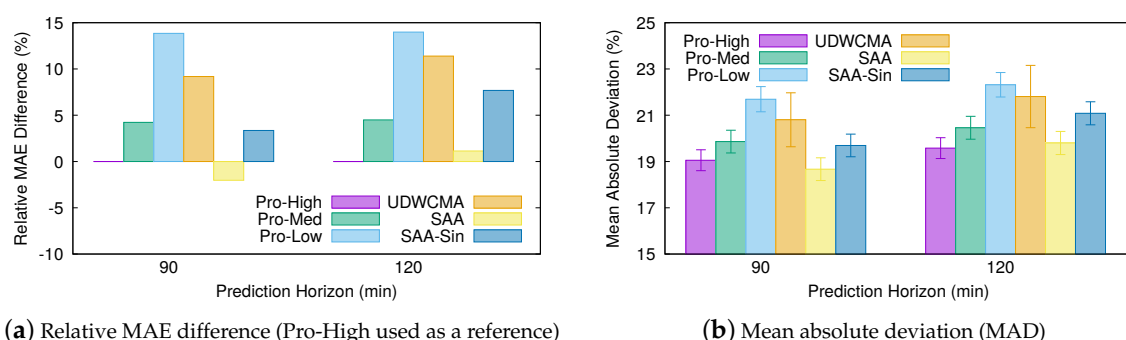 Relative MAE Difference (%)
15
10
5
0
-5
-10
Pro-High
Pro-Med
Pro-Low
UDWCMA
SAA
SAA-Sin
90
120
Prediction Horizon (min)
(a) Relative MAE difference (Pro-High used as a reference)
Mean Absolute Deviation (%)
25
23
21
19
17
15
Pro-High
Pro-Med
Pro-Low
UDWCMA
SAA
SAA-Sin
90
120
Prediction Horizon (min)
(b) Mean absolute deviation (MAD)